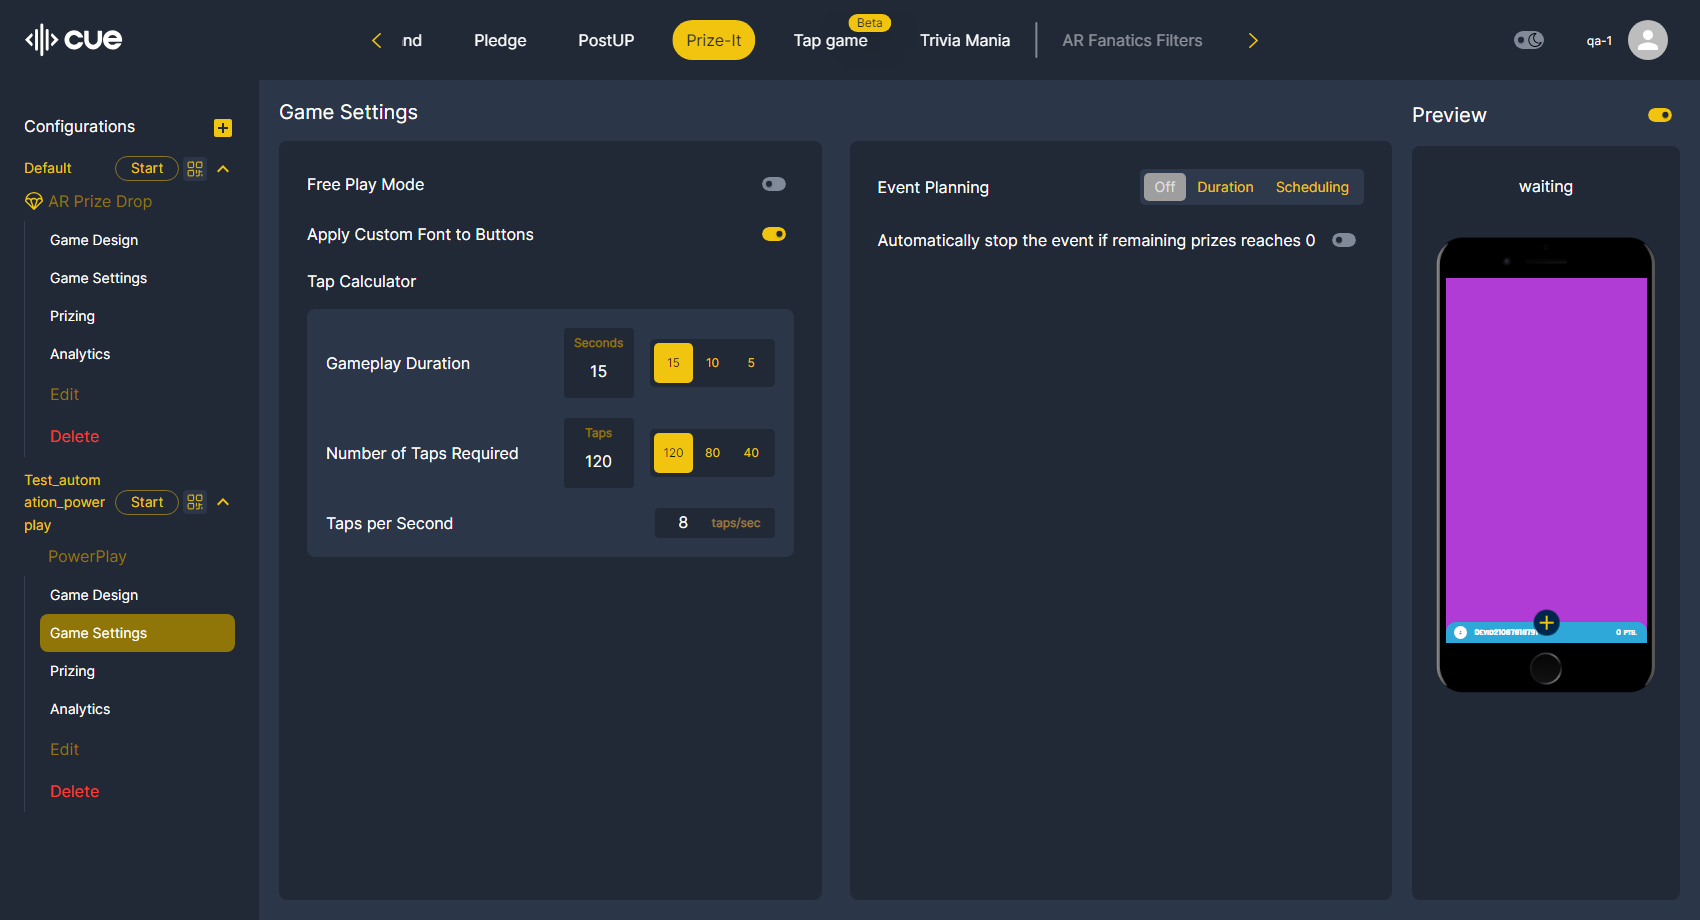 cue
nd
Pledge
PostUP
Prize-It
Beta
Tap game
Trivia Mania
AR Fanatics Filters
qa-1
Configurations
Default
Start
AR Prize Drop
Game Design
Game Settings
Prizing
Analytics
Edit
Delete
Test_autom
ation_power
play
Start
PowerPlay
Game Design
Game Settings
Prizing
Analytics
Edit
Delete
Game Settings
Free Play Mode
Apply Custom Font to Buttons
Tap Calculator
Gameplay Duration
Seconds
15
15 10 5
Number of Taps Required
Taps
120
120 80 40
Taps per Second
8 taps/sec
Event Planning
Off Duration Scheduling
Automatically stop the event if remaining prizes reaches 0
Preview
waiting
0 PTS.